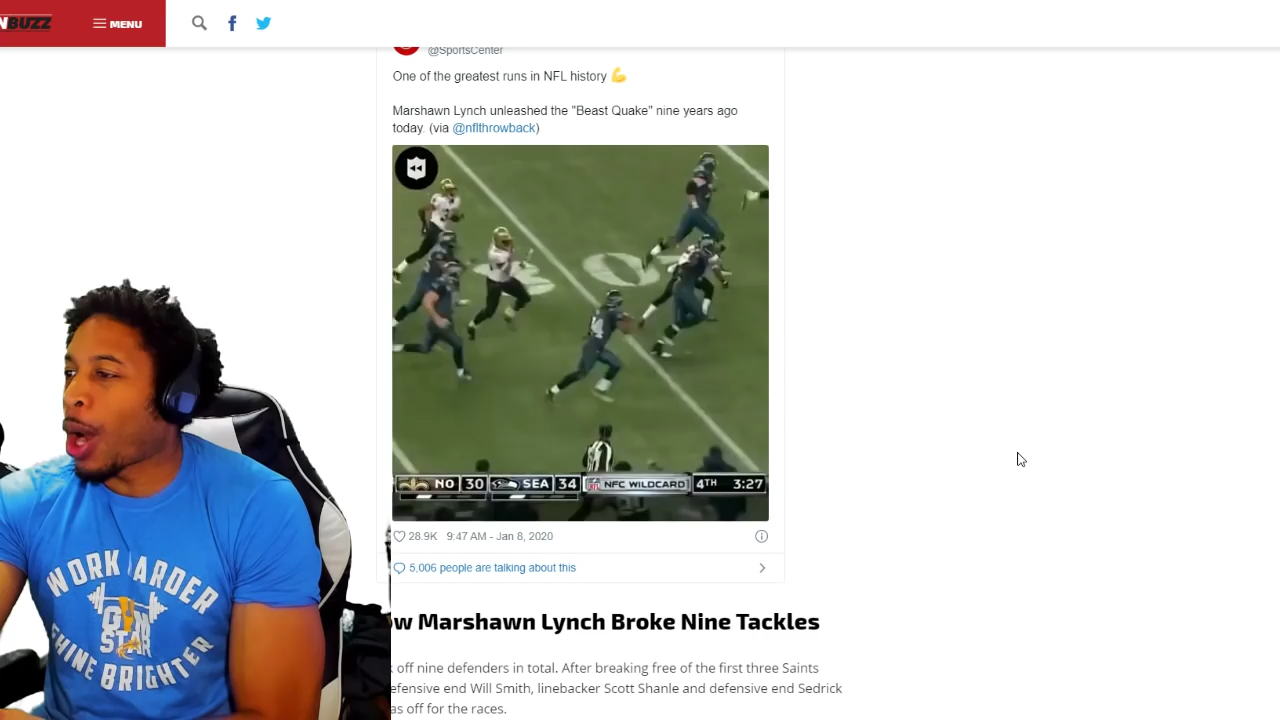 NBUZZ
MENU
@SportsCenter
One of the greatest runs in NFL history
Marshawn Lynch unleashed the "Beast Quake" nine years ago
today. (via @nflthrowback)
NO 30 SEA 34 NFL NFC WILDCARD 4TH 3:27
28.9K 9:47 AM - Jan 8, 2020
5,006 people are talking about this
WORK HARDER
GYM
STAR
SHINE BRIGHTER
w Marshawn Lynch Broke Nine Tackles
off nine defenders in total. After breaking free of the first three Saints
efensive end Will Smith, linebacker Scott Shanle and defensive end Sedrick
as off for the races.